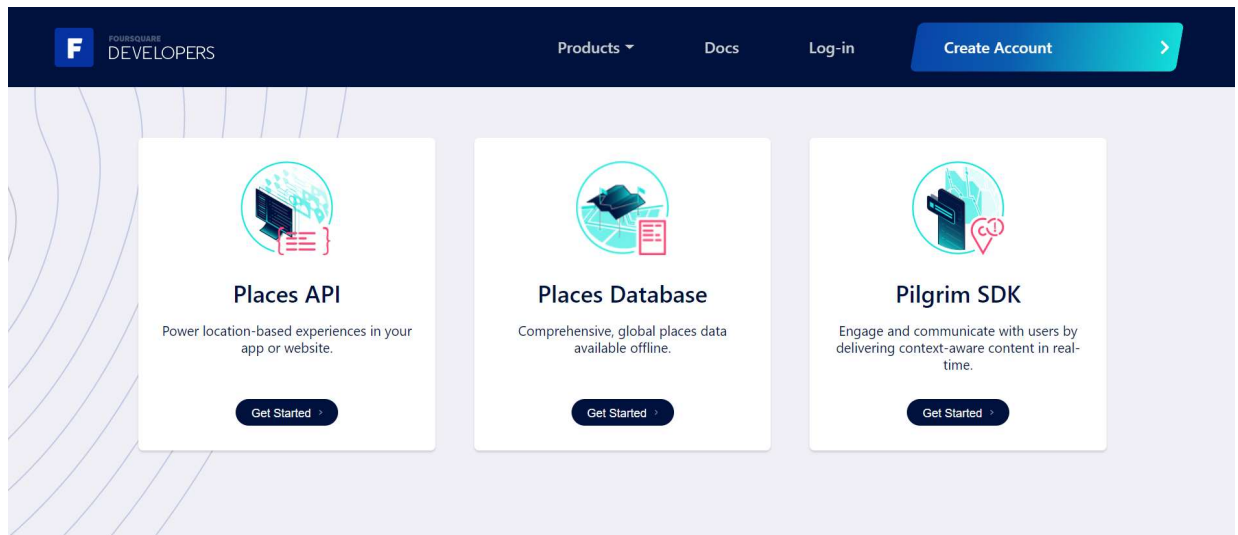 F
FOURSQUARE
DEVELOPERS
Products
Docs
Log-in
Create Account
Places API
Power location-based experiences in your
app or website.
Get Started
Places Database
Comprehensive, global places data
available offline.
Get Started
Pilgrim SDK
Engage and communicate with users by
delivering context-aware content in real-
time.
Get Started